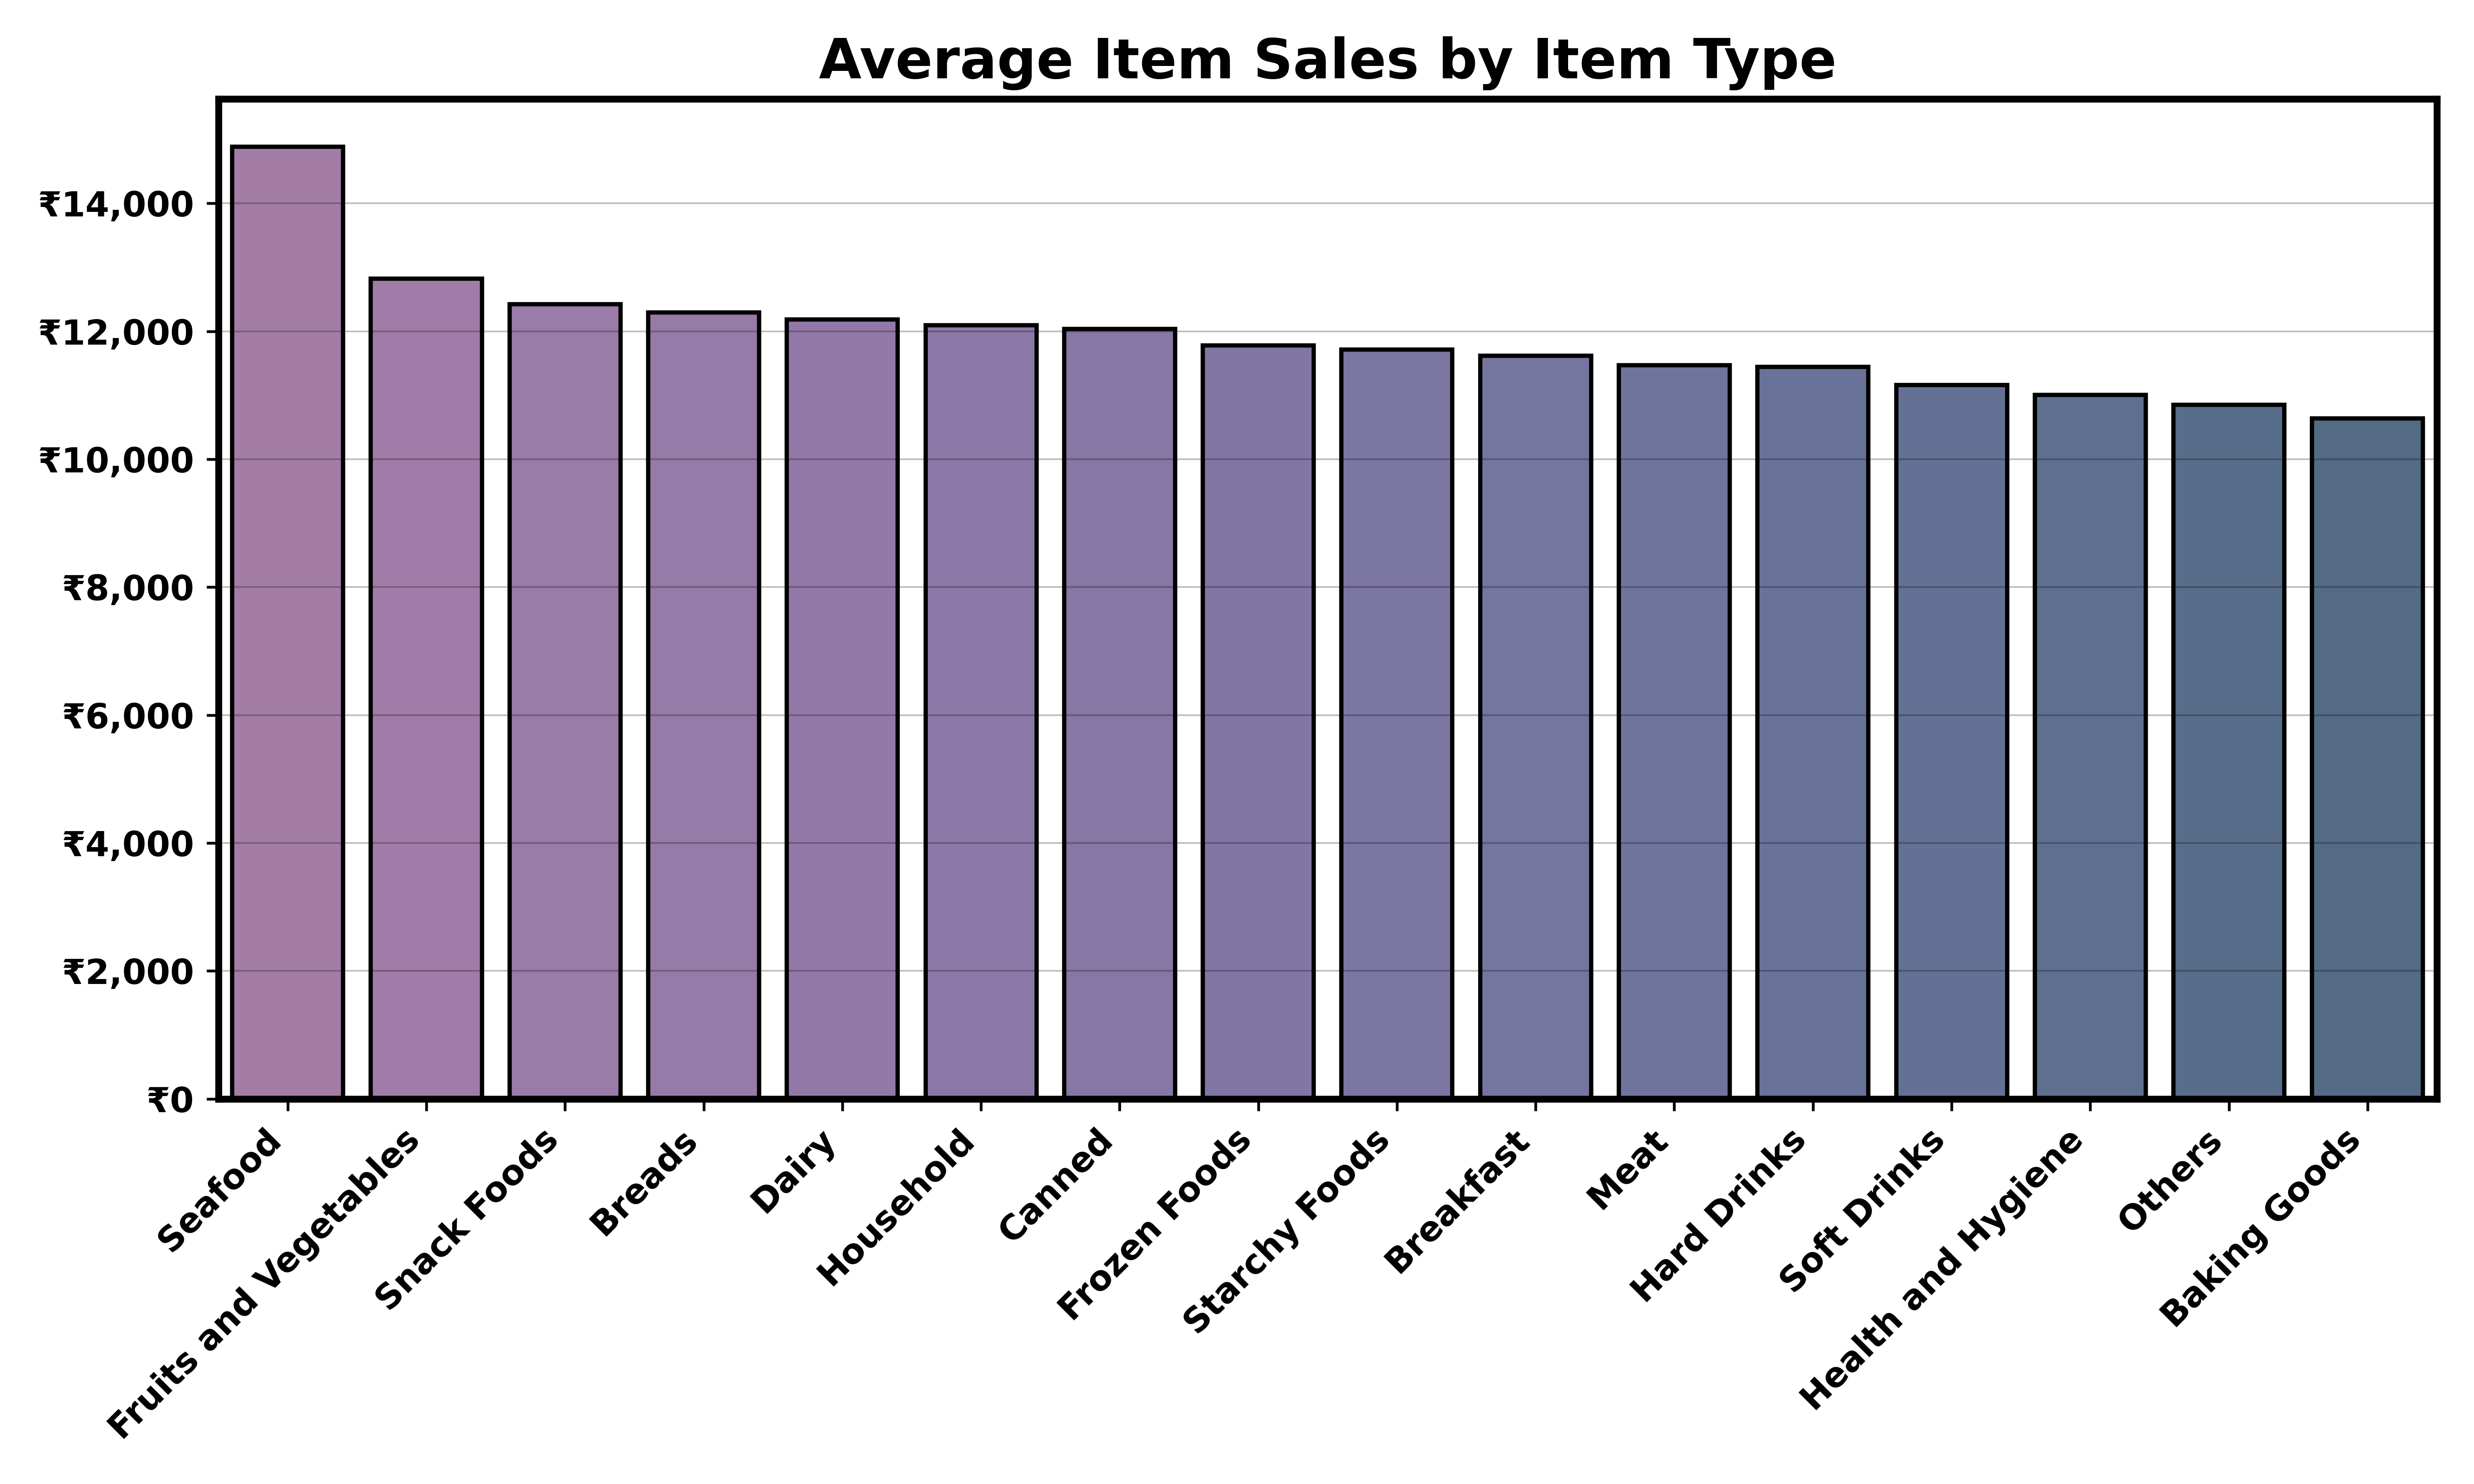 Average Item Sales by Item Type
₹14,000
₹12,000
₹10,000
₹8,000
₹6,000
₹4,000
₹2,000
₹0
Seafood
Fruits and Vegetables
Snack Foods
Breads
Dairy
Household
Canned
Frozen Foods
Starchy Foods
Breakfast
Meat
Hard Drinks
Soft Drinks
Health and Hygiene
Others
Baking Goods